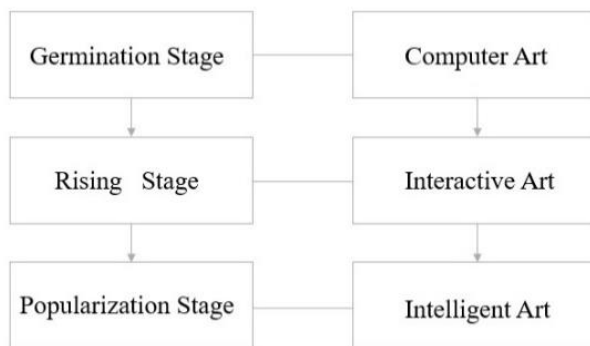 Germination Stage
Computer Art
Rising Stage
Interactive Art
Popularization Stage
Intelligent Art